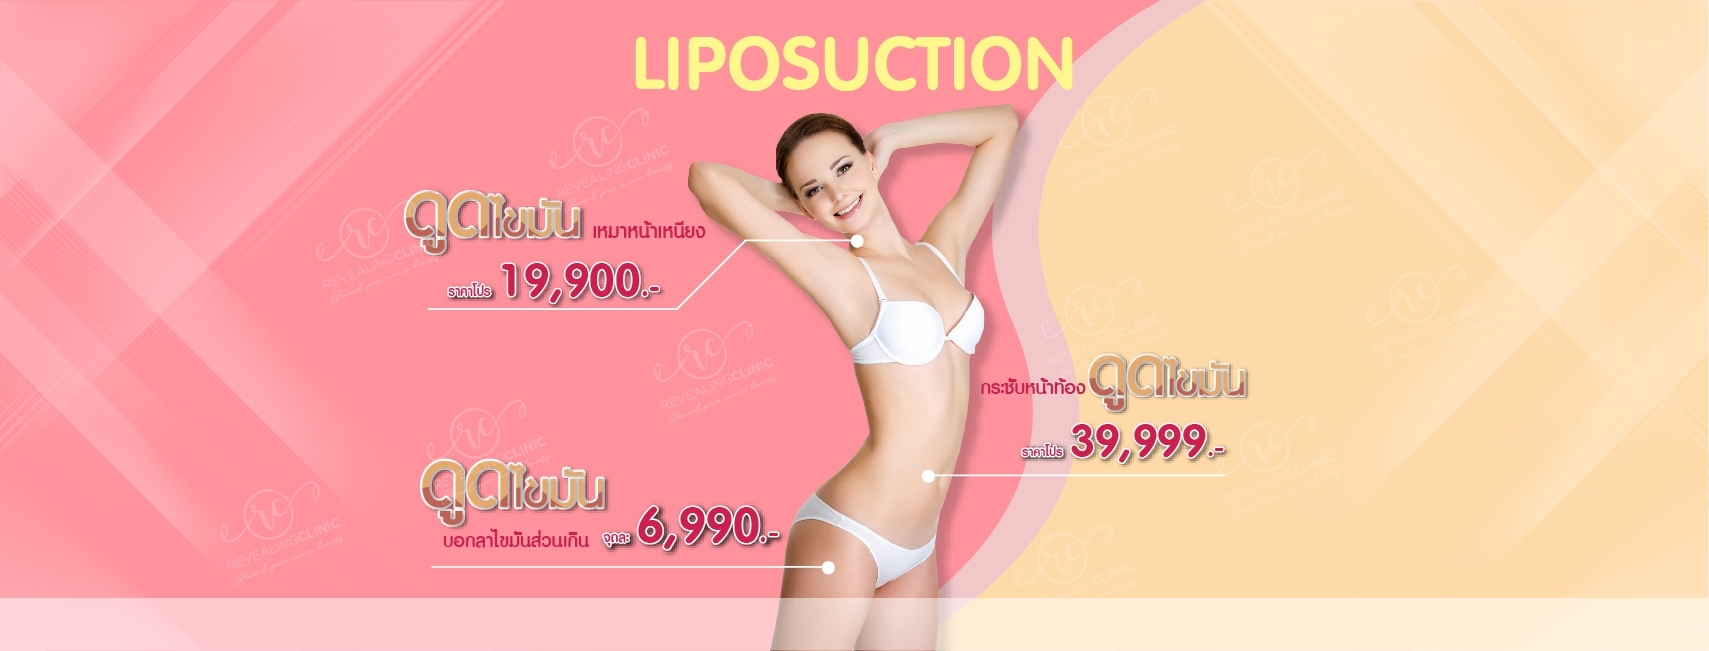 LIPOSUCTION
ดูดไขมัน เหมาหน้าเหนียง
ราคาโปร 19,900.-
กระชับหน้าท้อง ดูดไขมัน
ราคาโปร 39,999.-
ดูดไขมัน
บอกลาไขมันส่วนเกิน จุดละ 6,990.-
rc
REVEALINGCLINIC